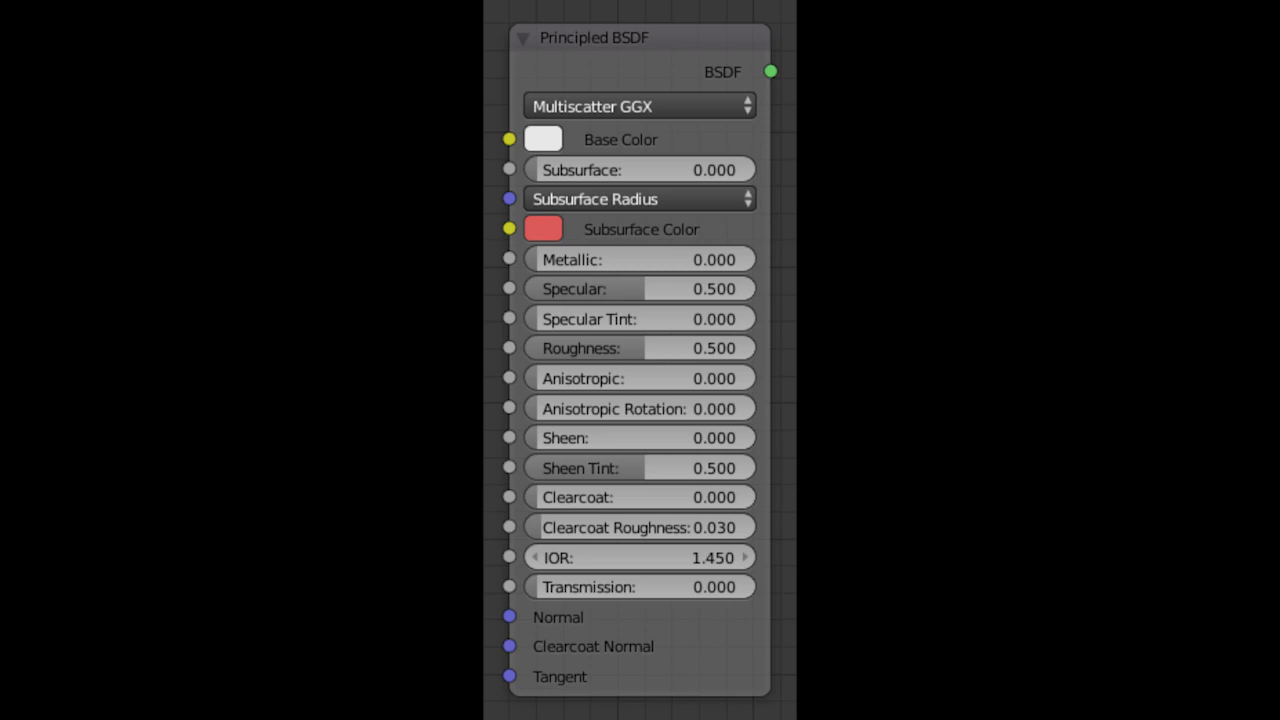 Principled BSDF
BSDF
Multiscatter GGX
Base Color
Subsurface: 0.000
Subsurface Radius
Subsurface Color
Metallic: 0.000
Specular: 0.500
Specular Tint: 0.000
Roughness: 0.500
Anisotropic: 0.000
Anisotropic Rotation: 0.000
Sheen: 0.000
Sheen Tint: 0.500
Clearcoat: 0.000
Clearcoat Roughness: 0.030
IOR: 1.450
Transmission: 0.000
Normal
Clearcoat Normal
Tangent